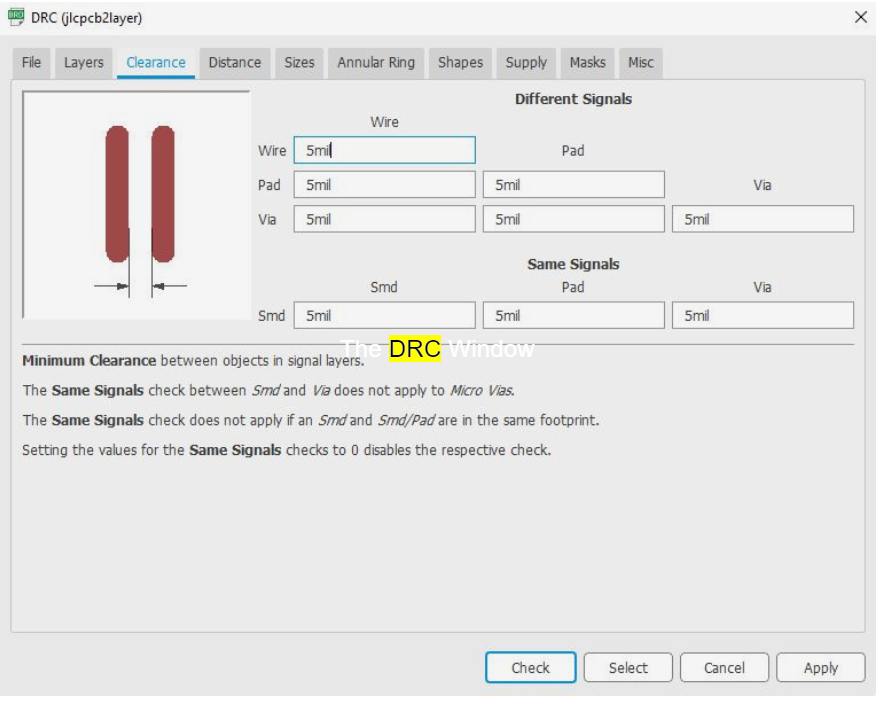 DRC (jlcpcb2layer)
File Layers Clearance Distance Sizes Annular Ring Shapes Supply Masks Misc
Different Signals
Wire
Wire 5mil Pad
Pad 5mil 5mil Via
Via 5mil 5mil 5mil
Same Signals
Smd Pad Via
Smd 5mil 5mil 5mil
The DRC Window
Minimum Clearance between objects in signal layers.
The Same Signals check between Smd and Via does not apply to Micro Vias.
The Same Signals check does not apply if an Smd and Smd/Pad are in the same footprint.
Setting the values for the Same Signals checks to 0 disables the respective check.
Check Select Cancel Apply